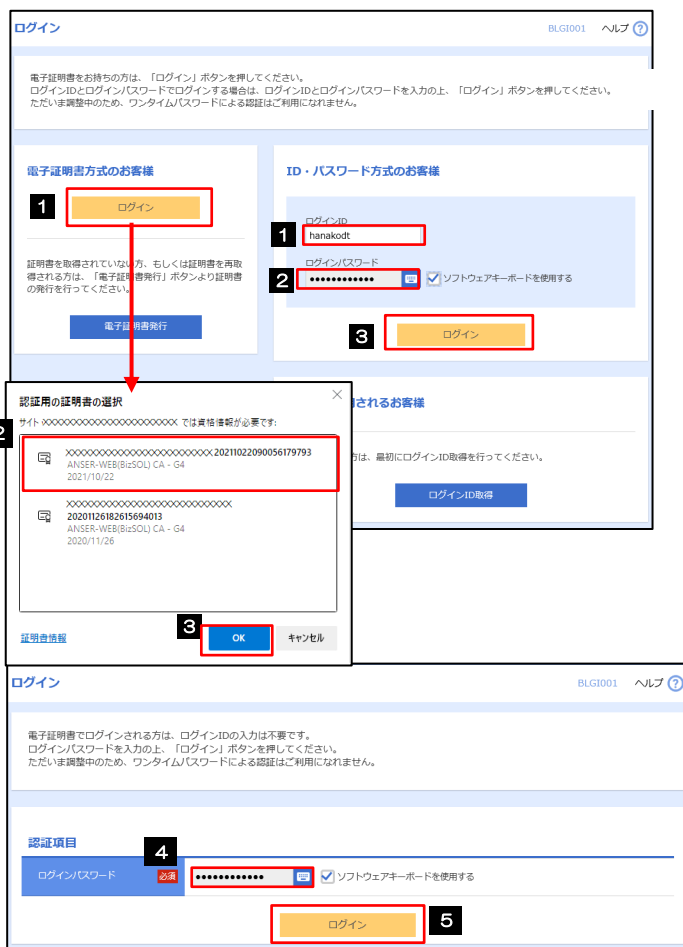 ログイン
BLGI001 ヘルプ ?
電子証明書をお持ちの方は、「ログイン」ボタンを押してください。
ログインIDとログインパスワードでログインする場合は、ログインIDとログインパスワードを入力の上、「ログイン」ボタンを押してください。
ただいま調整中のため、ワンタイムパスワードによる認証はご利用になれません。
電子証明書方式のお客様
1
ログイン
証明書を取得されていない方、もしくは証明書を再取
得される方は、「電子証明書発行」ボタンより証明書
の発行を行ってください。
電子証明書発行
ID・パスワード方式のお客様
ログインID
1
hanakodt
ログインパスワード
2
●●●●●●●●●●●● ソフトウェアキーボードを使用する
3
ログイン
されるお客様
方は、最初にログインID取得を行ってください。
ログインID取得
認証用の証明書の選択
サイト XXXXXXXXXXXXXXXXXXXXXXX では資格情報が必要です:
2
XXXXXXXXXXXXXXXXXXXXXXXXXX 20211022090056179793
ANSER-WEB(BizSOL) CA - G4
2021/10/22
XXXXXXXXXXXXXXXXXXXXXXXXXXXXX
20201126182615694013
ANSER-WEB(BizSOL) CA - G4
2020/11/26
証明書情報
3
OK
キャンセル
ログイン
BLGI001 ヘルプ ?
電子証明書でログインされる方は、ログインIDの入力は不要です。
ログインパスワードを入力の上、「ログイン」ボタンを押してください。
ただいま調整中のため、ワンタイムパスワードによる認証はご利用になれません。
認証項目
4
ログインパスワード 必須 ●●●●●●●●●●●● ソフトウェアキーボードを使用する
ログイン
5